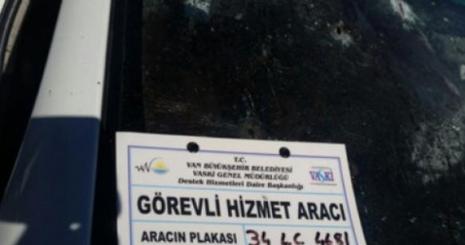 T.C.
VAN BÜYÜKŞEHİR BELEDİYESİ
VASKİ GENEL MÜDÜRLÜĞÜ
Destek Hizmetleri Daire Başkanlığı
VASKİ
GÖREVLİ HİZMET ARACI
ARACIN PLAKASI 34 LC 4681